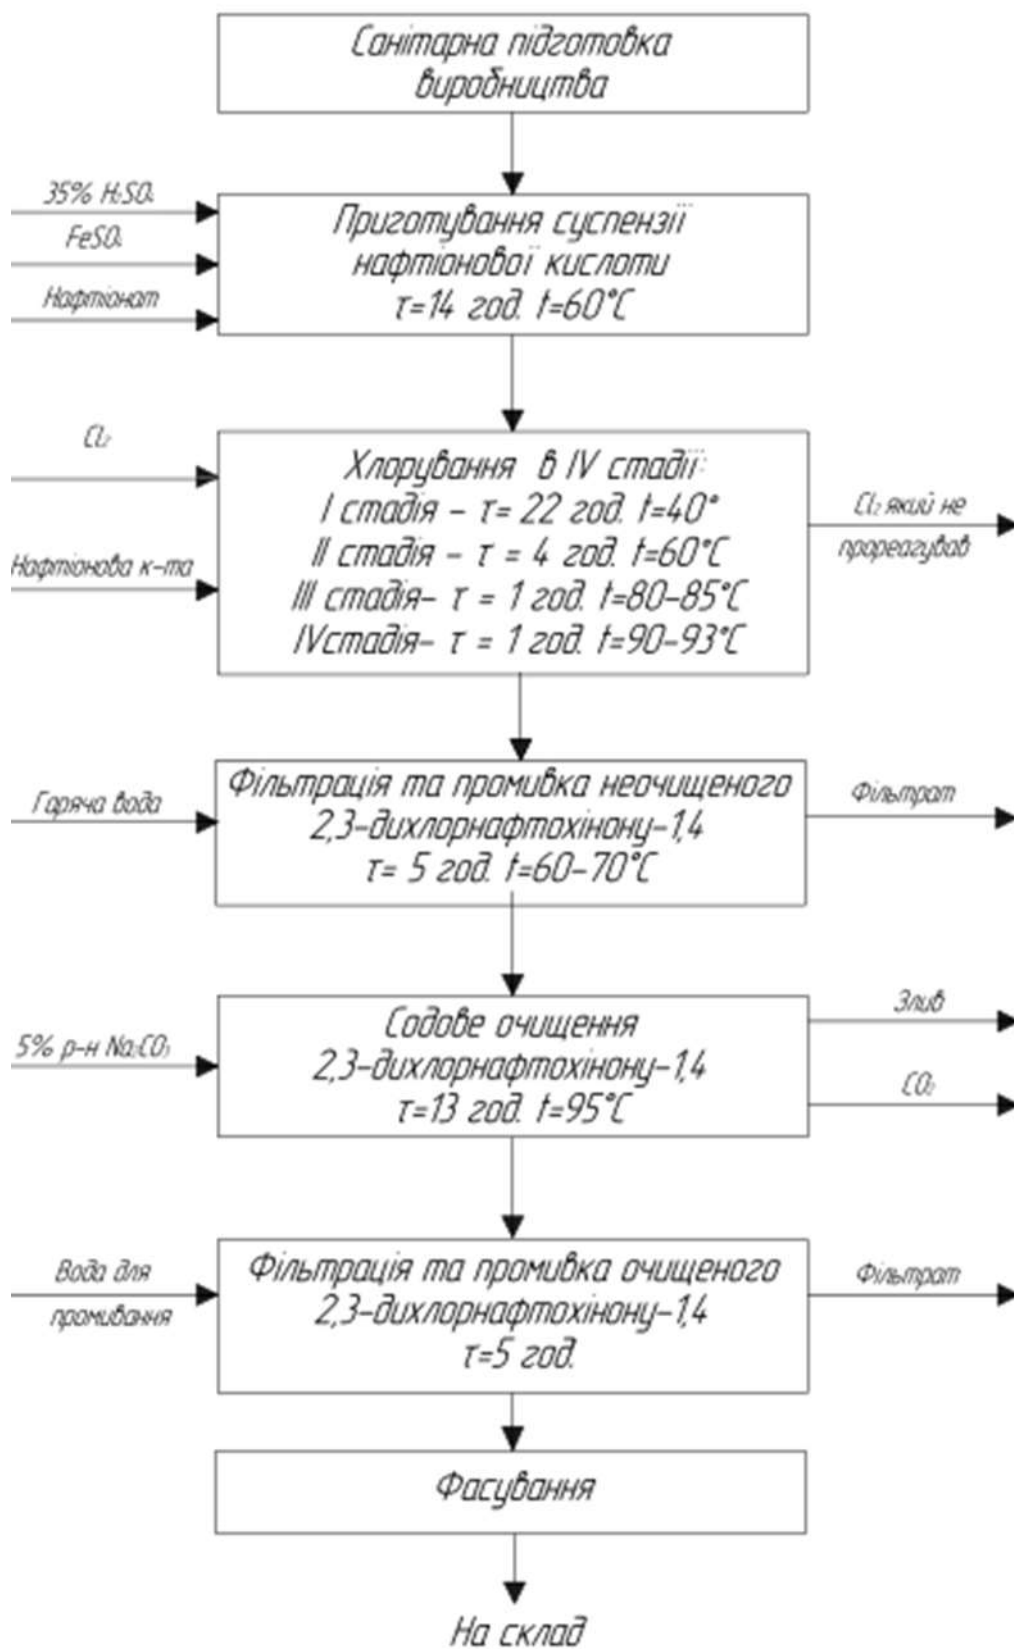 Санітарна підготовка
виробництва
35% H₂SO₄
FeSO₄
Нафтіонат
Приготування суспензії
нафтіонової кислоти
τ=14 год. t=60°C
Cl₂
Нафтіонова к-та
Хлорування в IV стадії:
I стадія – τ= 22 год. t=40°
II стадія – τ = 4 год. t=60°C
III стадія– τ = 1 год. t=80-85°C
IVстадія– τ = 1 год. t=90-93°C
Cl₂ який не
прореагував
Гаряча вода
Фільтрація та промивка неочищеного
2,3-дихлорнафтохінону-1,4
τ= 5 год. t=60-70°C
Фільтрат
5% р-н Na₂CO₃
Содове очищення
2,3-дихлорнафтохінону-1,4
τ=13 год. t=95°C
Злив
CO₂
Вода для
промивання
Фільтрація та промивка очищеного
2,3-дихлорнафтохінону-1,4
τ=5 год.
Фільтрат
Фасування
На склад